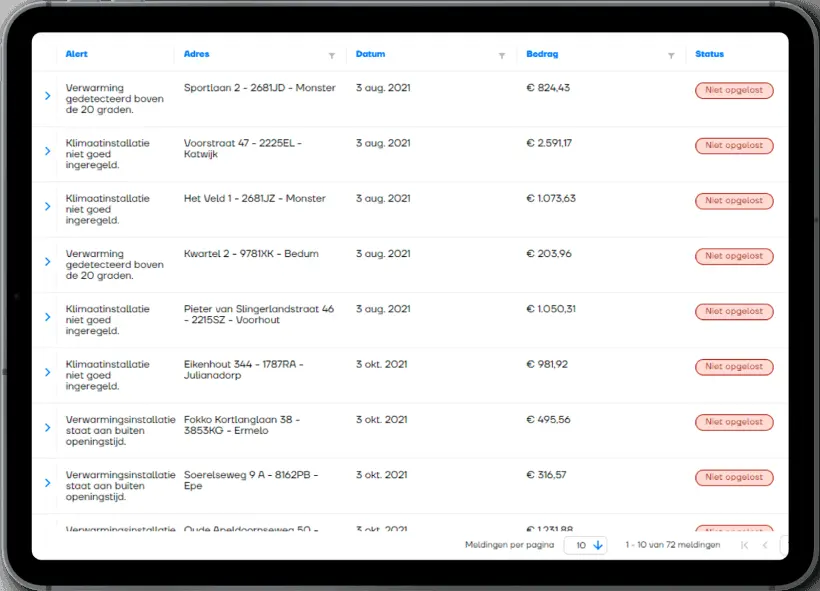 Alert Adres Datum Bedrag Status
Verwarming
gedetecteerd boven
de 20 graden.
Sportlaan 2 - 2681JD - Monster
3 aug. 2021
€ 824,43
Niet opgelost
Klimaatinstallatie
niet goed
ingeregeld.
Voorstraat 47 - 2225EL -
Katwijk
3 aug. 2021
€ 2.591,17
Niet opgelost
Klimaatinstallatie
niet goed
ingeregeld.
Het Veld 1 - 2681JZ - Monster
3 aug. 2021
€ 1.073,63
Niet opgelost
Verwarming
gedetecteerd boven
de 20 graden.
Kwartel 2 - 9781XK - Bedum
3 aug. 2021
€ 203,96
Niet opgelost
Klimaatinstallatie
niet goed
ingeregeld.
Pieter van Slingerlandstraat 46
- 2215SZ - Voorhout
3 aug. 2021
€ 1.050,31
Niet opgelost
Klimaatinstallatie
niet goed
ingeregeld.
Eikenhout 344 - 1787RA -
Julianadorp
3 okt. 2021
€ 981,92
Niet opgelost
Verwarmingsinstallatie
staat aan buiten
openingstijd.
Fokko Kortlanglaan 38 -
3853KG - Ermelo
3 okt. 2021
€ 495,56
Niet opgelost
Verwarmingsinstallatie
staat aan buiten
openingstijd.
Soerelseweg 9 A - 8162PB -
Epe
3 okt. 2021
€ 316,57
Niet opgelost
Verwarmingsinstallatie
Oude Apeldoornseweg 50 -
3 okt. 2021
€ 1.231,88
Niet opgelost
Meldingen per pagina 10 1 - 10 van 72 meldingen